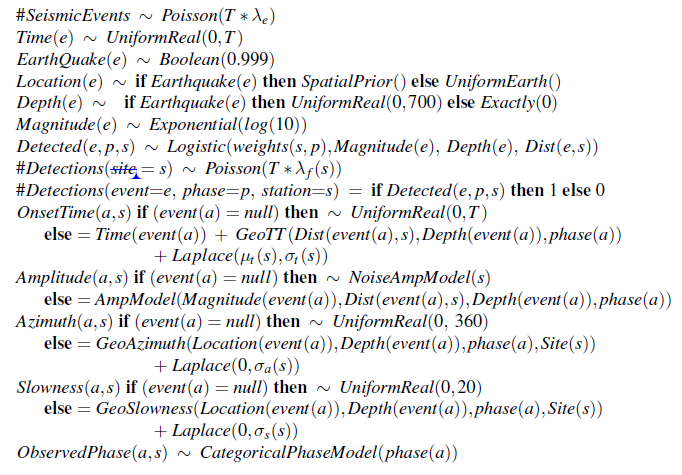 #SeismicEvents ∼ Poisson(T ∗ λe)
Time(e) ∼ UniformReal(0,T)
EarthQuake(e) ∼ Boolean(0.999)
Location(e) ∼ if Earthquake(e) then SpatialPrior() else UniformEarth()
Depth(e) ∼ if Earthquake(e) then UniformReal(0,700) else Exactly(0)
Magnitude(e) ∼ Exponential(log(10))
Detected(e,p,s) ∼ Logistic(weights(s,p),Magnitude(e), Depth(e), Dist(e,s))
#Detections(site = s) ∼ Poisson(T ∗ λf(s))
#Detections(event=e, phase=p, station=s) = if Detected(e,p,s) then 1 else 0
OnsetTime(a,s) if (event(a) = null) then ∼ UniformReal(0,T)
else = Time(event(a)) + GeoTT(Dist(event(a),s),Depth(event(a)),phase(a))
+ Laplace(μt(s),σt(s))
Amplitude(a,s) if (event(a) = null) then ∼ NoiseAmpModel(s)
else = AmpModel(Magnitude(event(a)),Dist(event(a),s),Depth(event(a)),phase(a))
Azimuth(a,s) if (event(a) = null) then ∼ UniformReal(0, 360)
else = GeoAzimuth(Location(event(a)),Depth(event(a)),phase(a),Site(s))
+ Laplace(0,σa(s))
Slowness(a,s) if (event(a) = null) then ∼ UniformReal(0,20)
else = GeoSlowness(Location(event(a)),Depth(event(a)),phase(a),Site(s))
+ Laplace(0,σs(s))
ObservedPhase(a,s) ∼ CategoricalPhaseModel(phase(a))